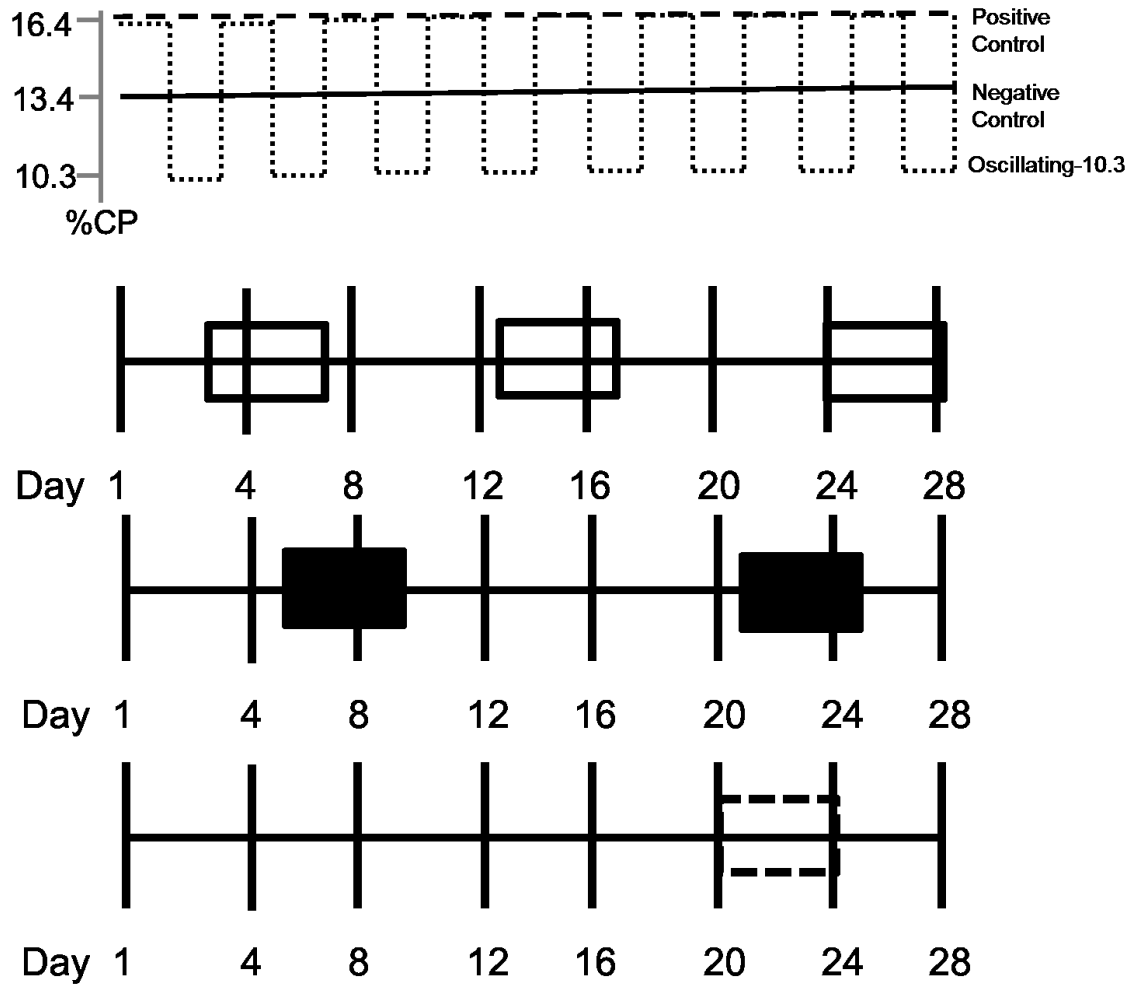 16.4
Positive
Control
13.4
Negative
Control
10.3
Oscillating-10.3
%CP
Day 1 4 8 12 16 20 24 28
Day 1 4 8 12 16 20 24 28
Day 1 4 8 12 16 20 24 28